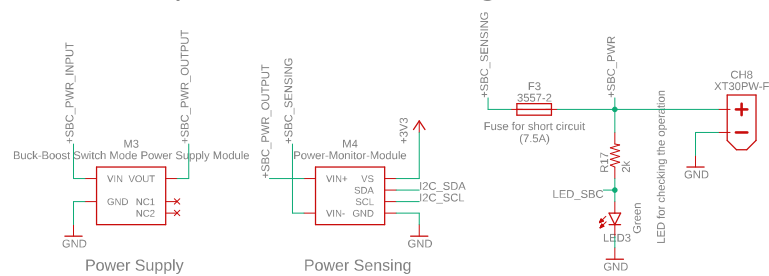 +SBC_PWR_INPUT
+SBC_PWR_OUTPUT
M3
Buck-Boost Switch Mode Power Supply Module
VIN VOUT
GND NC1
NC2
GND
Power Supply
+SBC_PWR_OUTPUT
+SBC_SENSING
M4
Power-Monitor-Module
+3V3
VIN+ VS
SDA
SCL
VIN- GND
I2C_SDA
I2C_SCL
GND
Power Sensing
+SBC_SENSING
F3
3557-2
Fuse for short circuit
(7.5A)
+SBC_PWR
R17
2k
LED_SBC
Green
LED3
GND
LED for checking the operation
CH8
XT30PW-F
GND